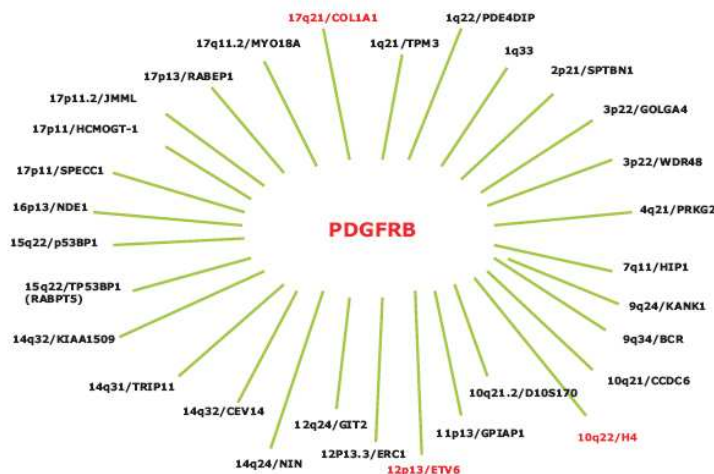 17q21/COL1A1
1q22/PDE4DIP
17q11.2/MYO18A
1q21/TPM3
1q33
17p13/RABEP1
2p21/SPTBN1
17p11.2/JMML
3p22/GOLGA4
17p11/HCMOGT-1
3p22/WDR48
17p11/SPECC1
16p13/NDE1
4q21/PRKG2
PDGFRB
15q22/p53BP1
7q11/HIP1
15q22/TP53BP1
(RABPT5)
9q24/KANK1
14q32/KIAA1509
9q34/BCR
10q21/CCDC6
14q31/TRIP11
10q21.2/D10S170
14q32/CEV14
12q24/GIT2
11p13/GPIAP1
10q22/H4
12P13.3/ERC1
14q24/NIN
12p13/ETV6